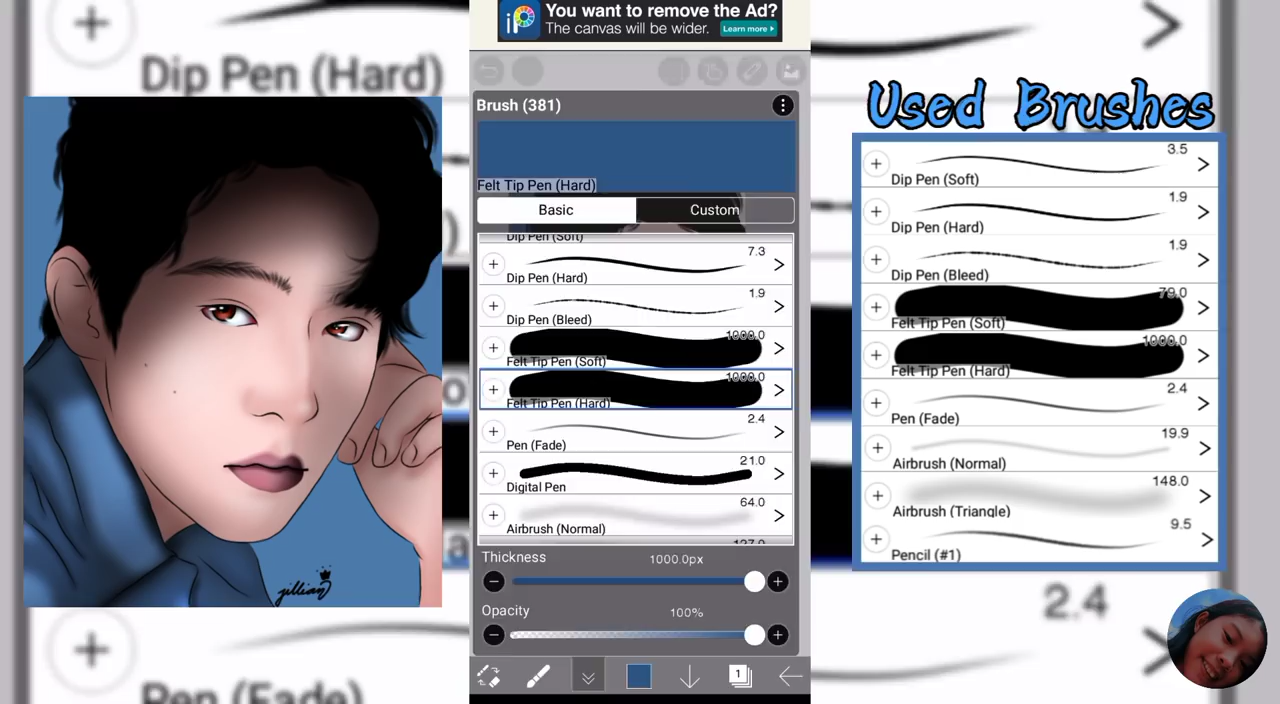 Dip Pen (Hard)
You want to remove the Ad?
The canvas will be wider.
Learn more
Brush (381)
Felt Tip Pen (Hard)
Basic
Custom
Dip Pen (Soft)
7.3
Dip Pen (Hard)
1.9
Dip Pen (Bleed)
1000.0
Felt Tip Pen (Soft)
1000.0
Felt Tip Pen (Hard)
2.4
Pen (Fade)
21.0
Digital Pen
64.0
Airbrush (Normal)
127.0
Thickness
1000.0px
Opacity
100%
1
jillian
Pen (Fade)
Used Brushes
3.5
Dip Pen (Soft)
1.9
Dip Pen (Hard)
1.9
Dip Pen (Bleed)
79.0
Felt Tip Pen (Soft)
1000.0
Felt Tip Pen (Hard)
2.4
Pen (Fade)
19.9
Airbrush (Normal)
148.0
Airbrush (Triangle)
9.5
Pencil (#1)
2.4